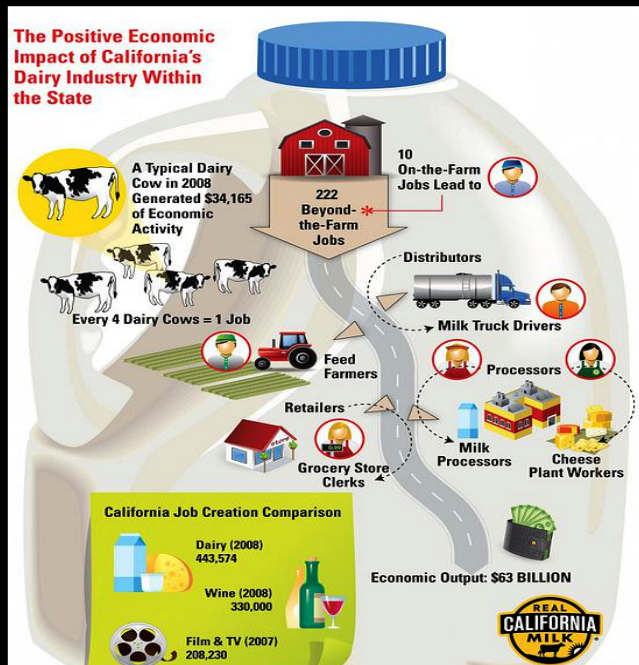 The Positive Economic
Impact of California's
Dairy Industry Within
the State
A Typical Dairy
Cow in 2008
Generated $34,165
of Economic
Activity
Every 4 Dairy Cows = 1 Job
10
On-the-Farm
Jobs Lead to
222
Beyond-
the-Farm
Jobs
*
Distributors
Milk Truck Drivers
Feed
Farmers
Processors
Milk
Processors
Cheese
Plant Workers
Retailers
store
Grocery Store
Clerks
California Job Creation Comparison
Dairy (2008)
443,574
Wine (2008)
330,000
Film & TV (2007)
208,230
Economic Output: $63 BILLION
REAL
CALIFORNIA
MILK